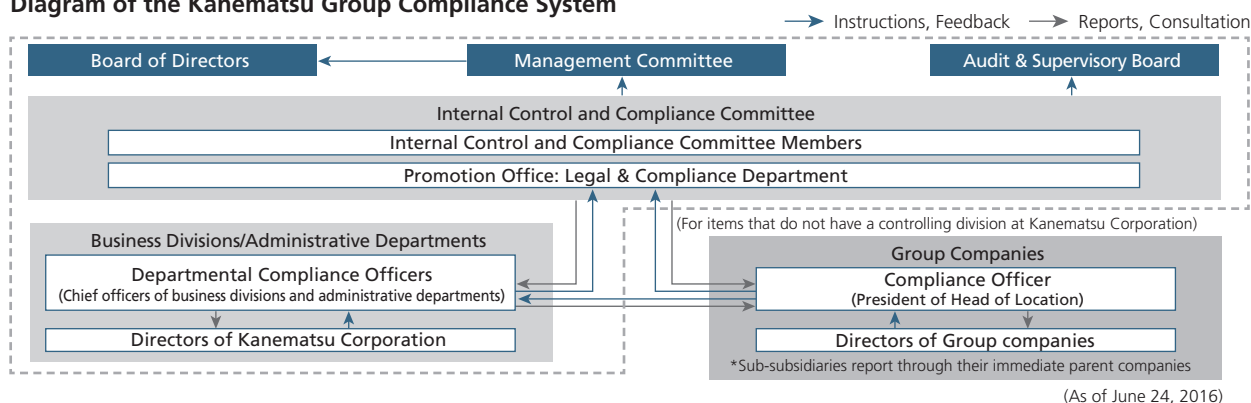 Diagram of the Kanematsu Group Compliance System
Instructions, Feedback
Reports, Consultation
Board of Directors
Management Committee
Audit & Supervisory Board
Internal Control and Compliance Committee
Internal Control and Compliance Committee Members
Promotion Office: Legal & Compliance Department
(For items that do not have a controlling division at Kanematsu Corporation)
Business Divisions/Administrative Departments
Departmental Compliance Officers
(Chief officers of business divisions and administrative departments)
Directors of Kanematsu Corporation
Group Companies
Compliance Officer
(President of Head of Location)
Directors of Group companies
*Sub-subsidiaries report through their immediate parent companies
(As of June 24, 2016)